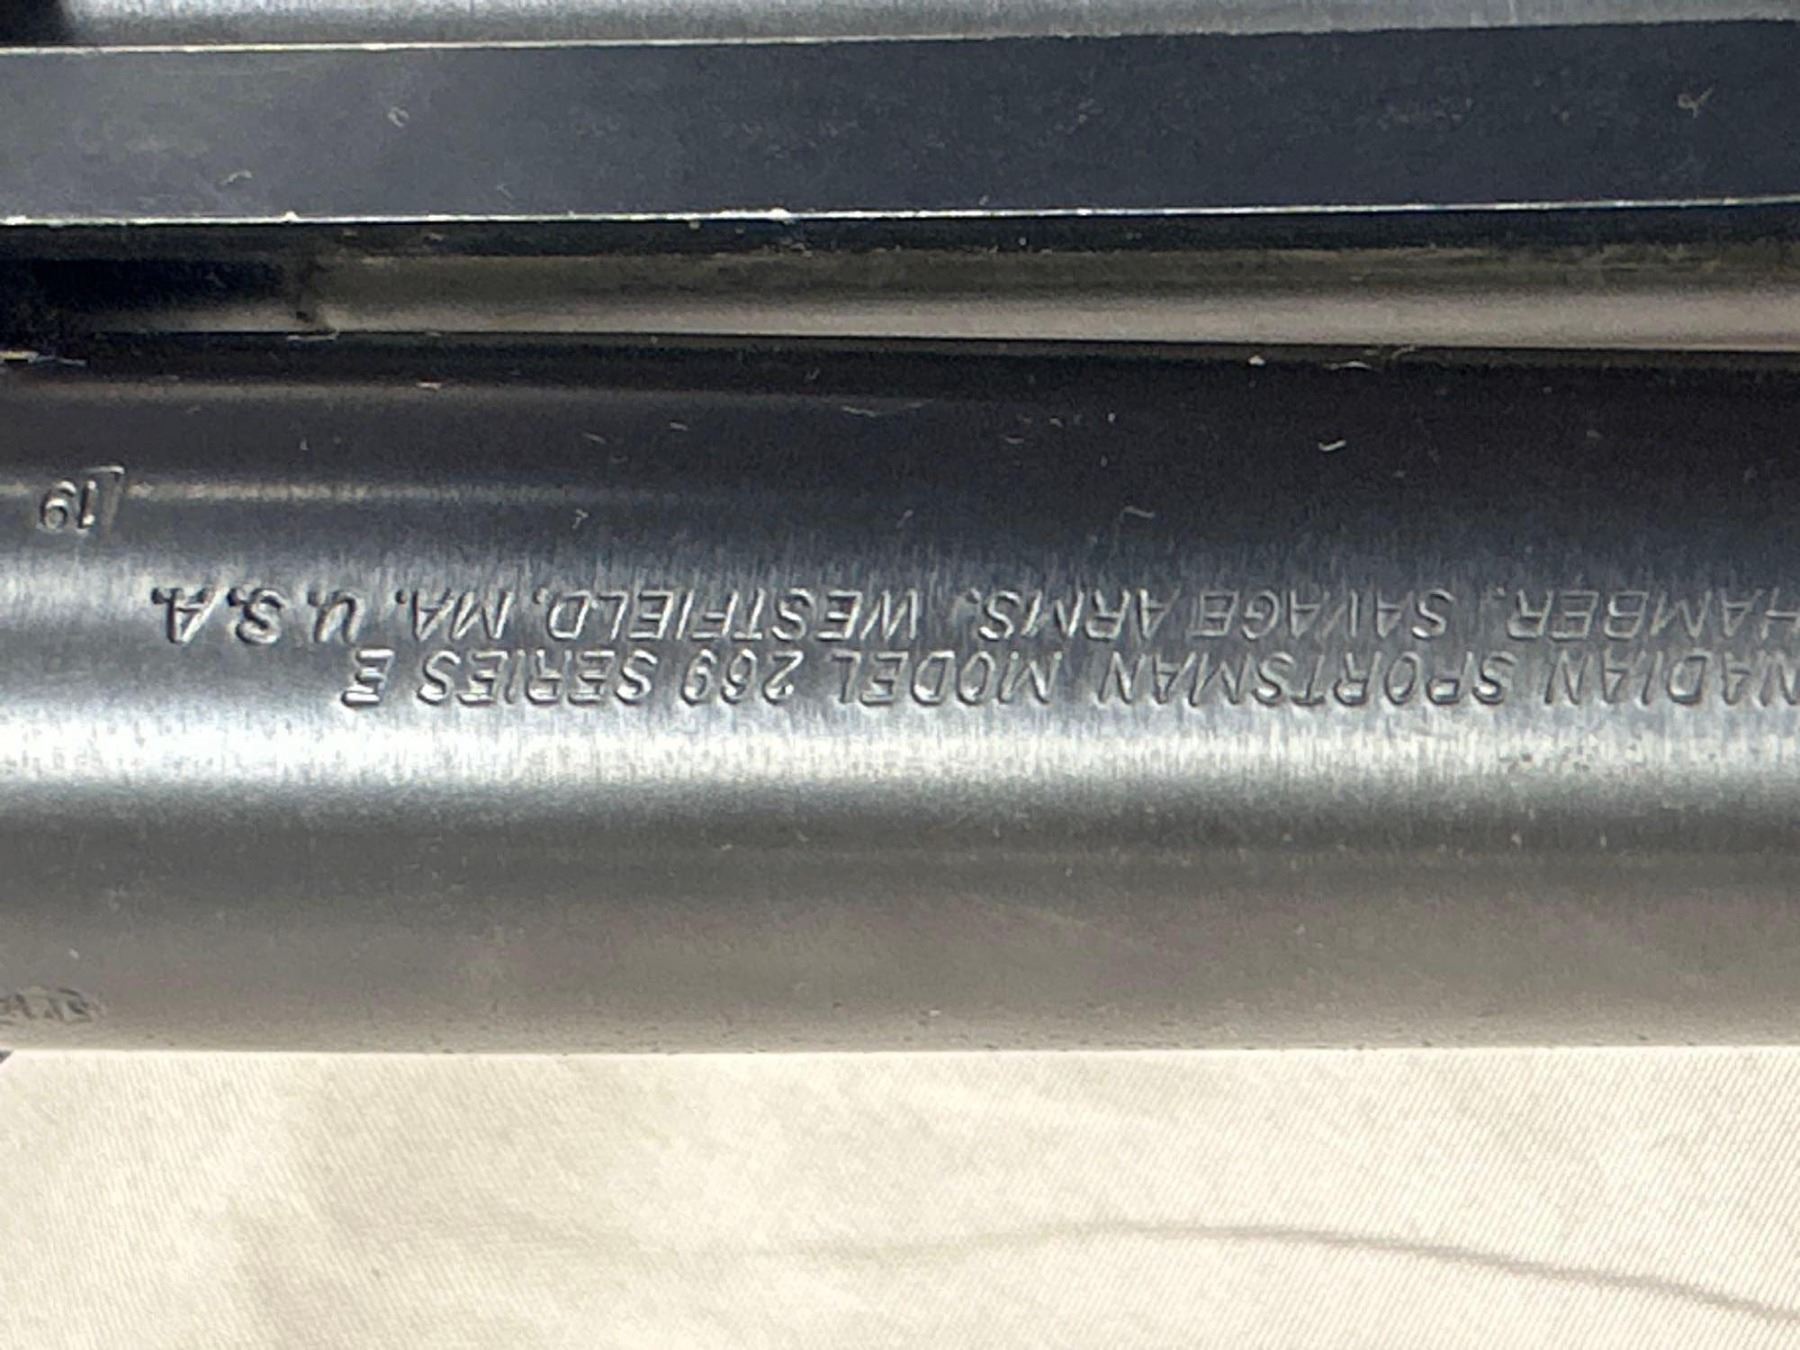 NADIAN SPORTSMAN MODEL 269 SERIES E
HAMBER, SAVAGE ARMS, WESTFIELD, MA. U.S.A.
19